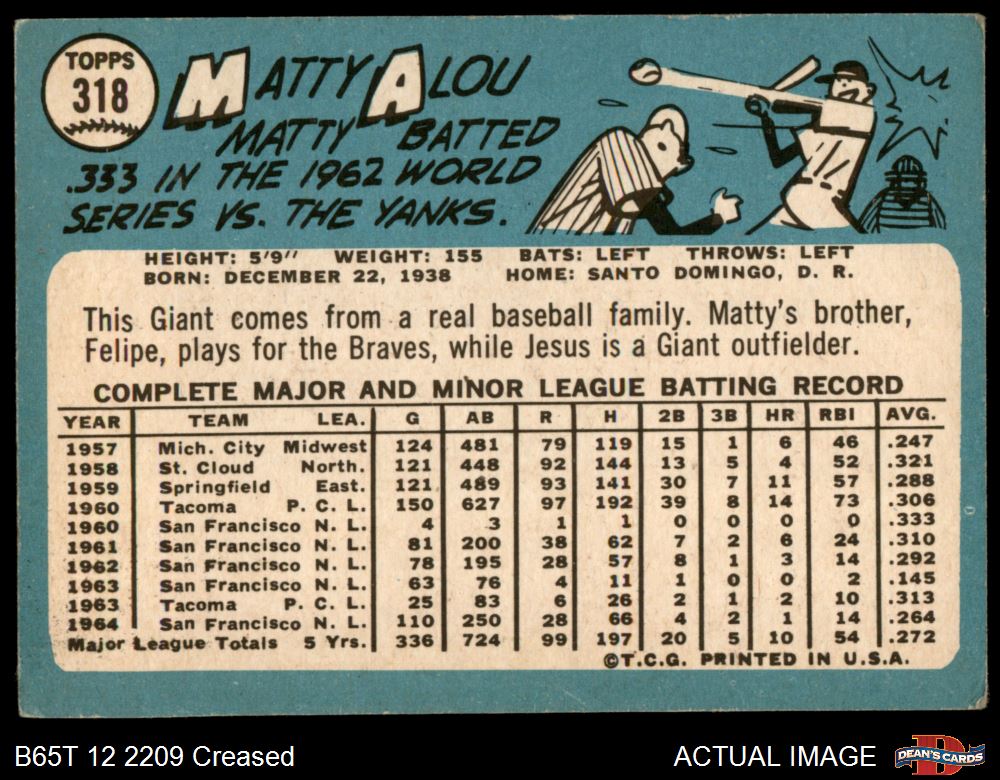 TOPPS
318
MATTY ALOU
MATTY BATTED
.333 IN THE 1962 WORLD
SERIES VS. THE YANKS.
HEIGHT: 5'9" WEIGHT: 155 BATS: LEFT THROWS: LEFT
BORN: DECEMBER 22, 1938 HOME: SANTO DOMINGO, D. R.
This Giant comes from a real baseball family. Matty's brother,
Felipe, plays for the Braves, while Jesus is a Giant outfielder.
COMPLETE MAJOR AND MINOR LEAGUE BATTING RECORD
YEAR TEAM LEA. G AB R H 2B 3B HR RBI AVG.
1957 Mich. City Midwest 124 481 79 119 15 1 6 46 .247
1958 St. Cloud North. 121 448 92 144 13 5 4 52 .321
1959 Springfield East. 121 489 93 141 30 7 11 57 .288
1960 Tacoma P. C. L. 150 627 97 192 39 8 14 73 .306
1960 San Francisco N. L. 4 3 1 1 0 0 0 0 .333
1961 San Francisco N. L. 81 200 38 62 7 2 6 24 .310
1962 San Francisco N. L. 78 195 28 57 8 1 3 14 .292
1963 San Francisco N. L. 63 76 4 11 1 0 0 2 .145
1963 Tacoma P. C. L. 25 83 6 26 2 1 2 10 .313
1964 San Francisco N. L. 110 250 28 66 4 2 1 14 .264
Major League Totals 5 Yrs. 336 724 99 197 20 5 10 54 .272
©T.C.G. PRINTED IN U.S.A.
B65T 12 2209 Creased
ACTUAL IMAGE
DEAN'S CARDS